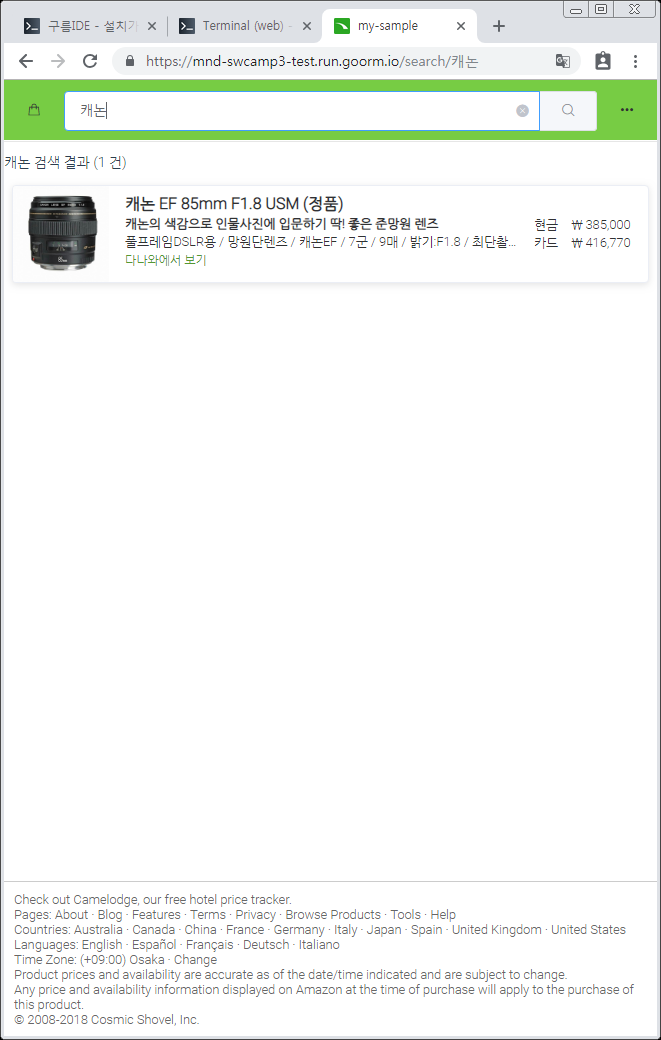 구름IDE - 설치기
Terminal (web) -
my-sample
https://mnd-swcamp3-test.run.goorm.io/search/캐논
캐논
캐논 검색 결과 (1 건)
캐논 EF 85mm F1.8 USM (정품)
캐논의 색감으로 인물사진에 입문하기 딱! 좋은 준망원 렌즈
풀프레임DSLR용 / 망원단렌즈 / 캐논EF / 7군 / 9매 / 밝기:F1.8 / 최단촬...
다나와에서 보기
현금 ₩ 385,000
카드 ₩ 416,770
Check out Camelodge, our free hotel price tracker.
Pages: About · Blog · Features · Terms · Privacy · Browse Products · Tools · Help
Countries: Australia · Canada · China · France · Germany · Italy · Japan · Spain · United Kingdom · United States
Languages: English · Español · Français · Deutsch · Italiano
Time Zone: (+09:00) Osaka · Change
Product prices and availability are accurate as of the date/time indicated and are subject to change.
Any price and availability information displayed on Amazon at the time of purchase will apply to the purchase of
this product.
© 2008-2018 Cosmic Shovel, Inc.